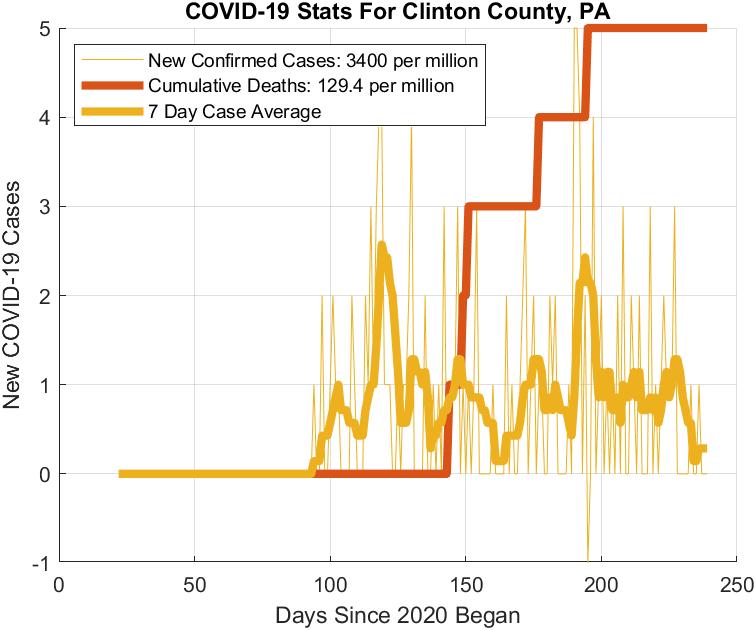 COVID-19 Stats For Clinton County, PA
New Confirmed Cases: 3400 per million
Cumulative Deaths: 129.4 per million
7 Day Case Average
New COVID-19 Cases
5
4
3
2
1
0
-1
0
50
100
150
200
250
Days Since 2020 Began